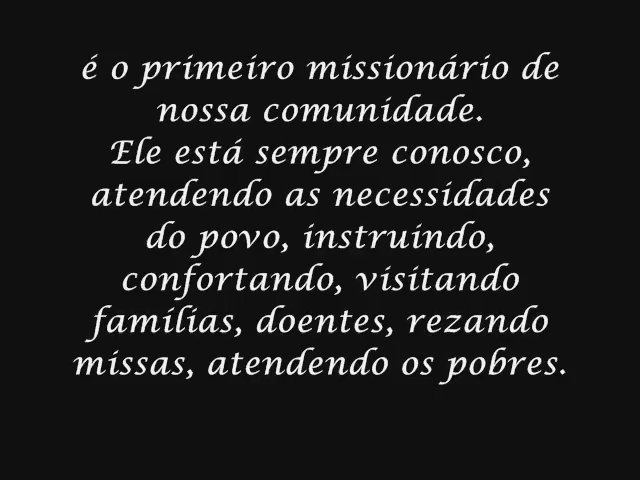 é o primeiro missionário de
nossa comunidade.
Ele está sempre conosco,
atendendo as necessidades
do povo, instruindo,
confortando, visitando
famílias, doentes, rezando
missas, atendendo os pobres.